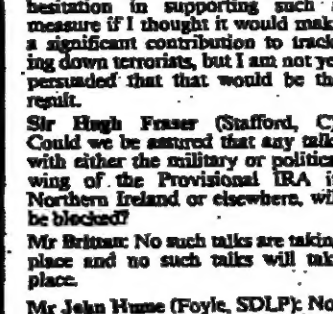 hesitation in supporting such
measure if I thought it would mak
a significant contribution to track
ing down terrorists, but I am not ye
persuaded that that would be th
result.
Sir Hugh Fraser (Stafford, C)
Could we be assured that any talk
with either the military or politica
wing of the Provisional IRA i
Northern Ireland or elsewhere, wil
be blocked?
Mr Brittan: No such talks are takin
place and no such talks will tak
place.
Mr John Hume (Foyle, SDLP): No